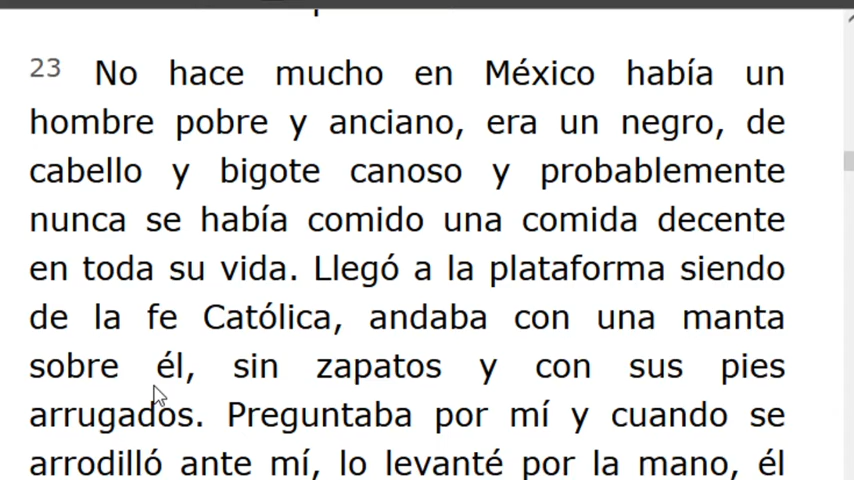 23 No hace mucho en México había un
hombre pobre y anciano, era un negro, de
cabello y bigote canoso y probablemente
nunca se había comido una comida decente
en toda su vida. Llegó a la plataforma siendo
de la fe Católica, andaba con una manta
sobre él, sin zapatos y con sus pies
arrugados. Preguntaba por mí y cuando se
arrodilló ante mí, lo levanté por la mano, él